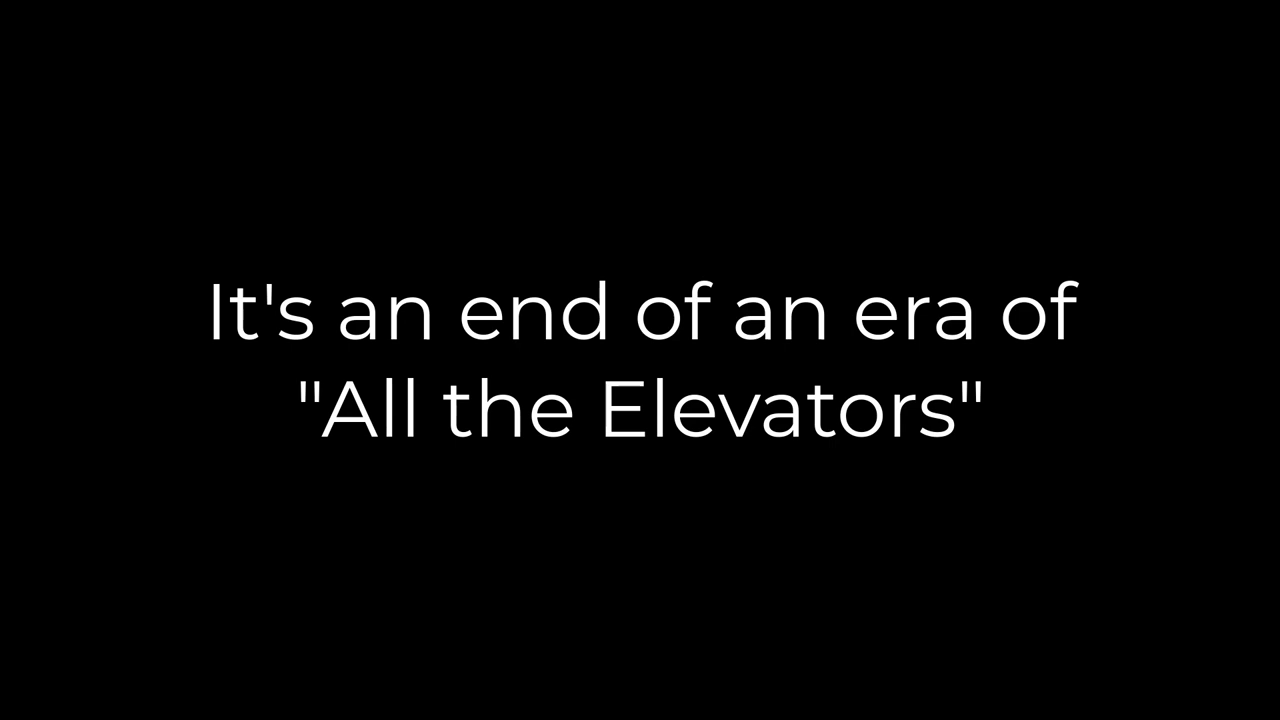 It's an end of an era of
"All the Elevators"